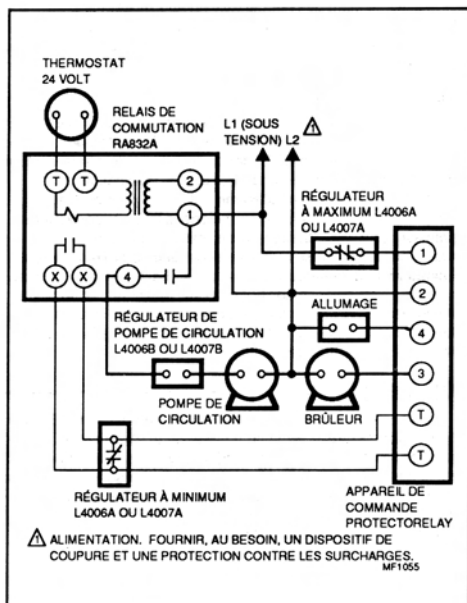 THERMOSTAT
24 VOLT
RELAIS DE
COMMUTATION
RA832A
L1 (SOUS
TENSION) L2
1
T T
2
1
X X 4
RÉGULATEUR
À MAXIMUM L4006A
OU L4007A
1
2
ALLUMAGE
4
3
T
T
RÉGULATEUR DE
POMPE DE CIRCULATION
L4006B OU L4007B
POMPE DE
CIRCULATION
BRÛLEUR
RÉGULATEUR À MINIMUM
L4006A OU L4007A
APPAREIL DE
COMMANDE
PROTECTORELAY
1 ALIMENTATION. FOURNIR, AU BESOIN, UN DISPOSITIF DE
COUPURE ET UNE PROTECTION CONTRE LES SURCHARGES.
MF1055